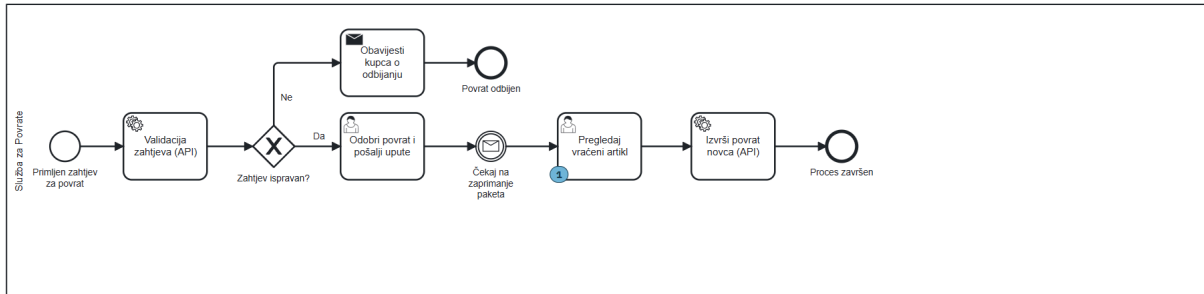 Služba za Povrate
Primljen zahtjev
za povrat
Validacija
zahtjeva (API)
Zahtjev ispravan?
Ne
Da
Obavijesti
kupca o
odbijanju
Povrat odbijen
Odobri povrat i
pošalji upute
Čekaj na
zaprimanje
paketa
Pregledaj
vraćeni artikl
1
Izvrši povrat
novca (API)
Proces završen